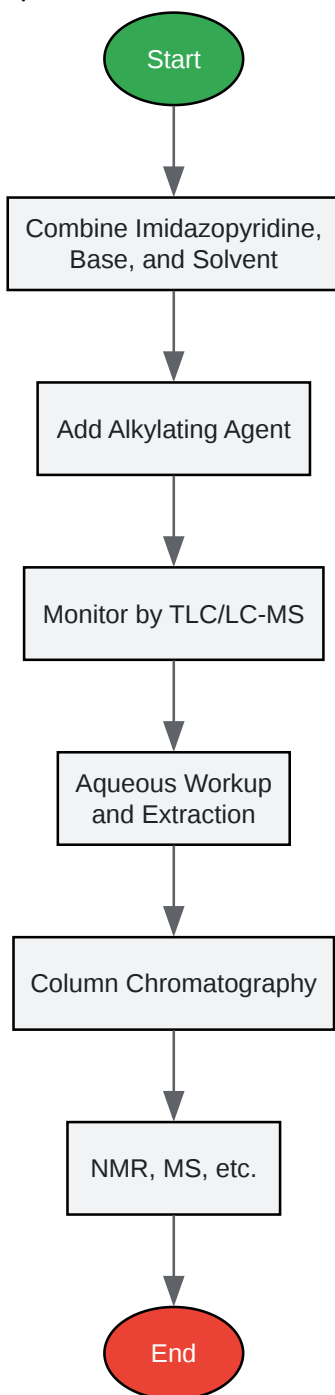 Start
Combine Imidazopyridine,
Base, and Solvent
Add Alkylating Agent
Monitor by TLC/LC-MS
Aqueous Workup
and Extraction
Column Chromatography
NMR, MS, etc.
End